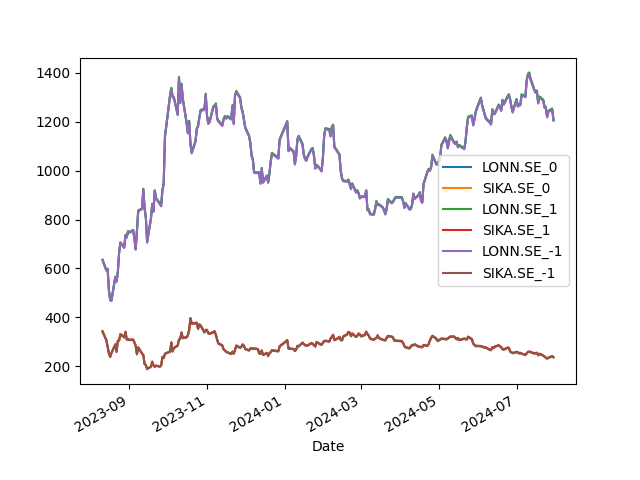 1400
1200
1000
800
600
400
200
LONN.SE_0
SIKA.SE_0
LONN.SE_1
SIKA.SE_1
LONN.SE_-1
SIKA.SE_-1
2023-09
2023-11
2024-01
2024-03
2024-05
2024-07
Date